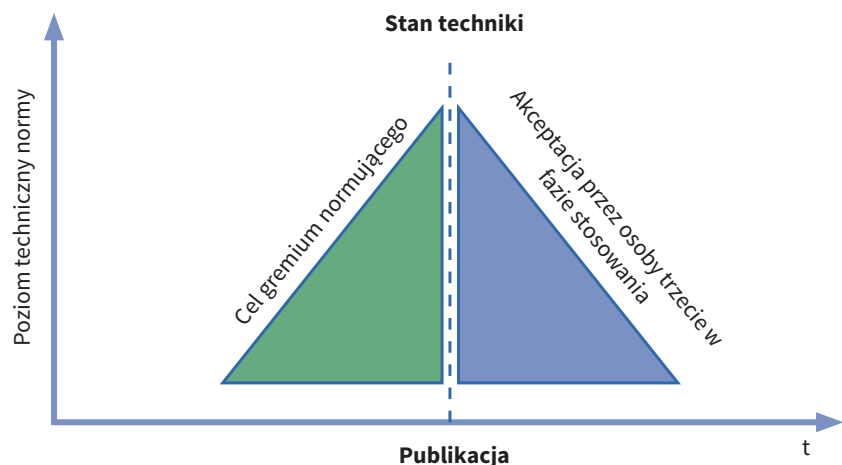 Stan techniki
Poziom techniczny normy
Cel gremium normującego
Akceptacja przez osoby trzecie w
fazie stosowania
Publikacja
t